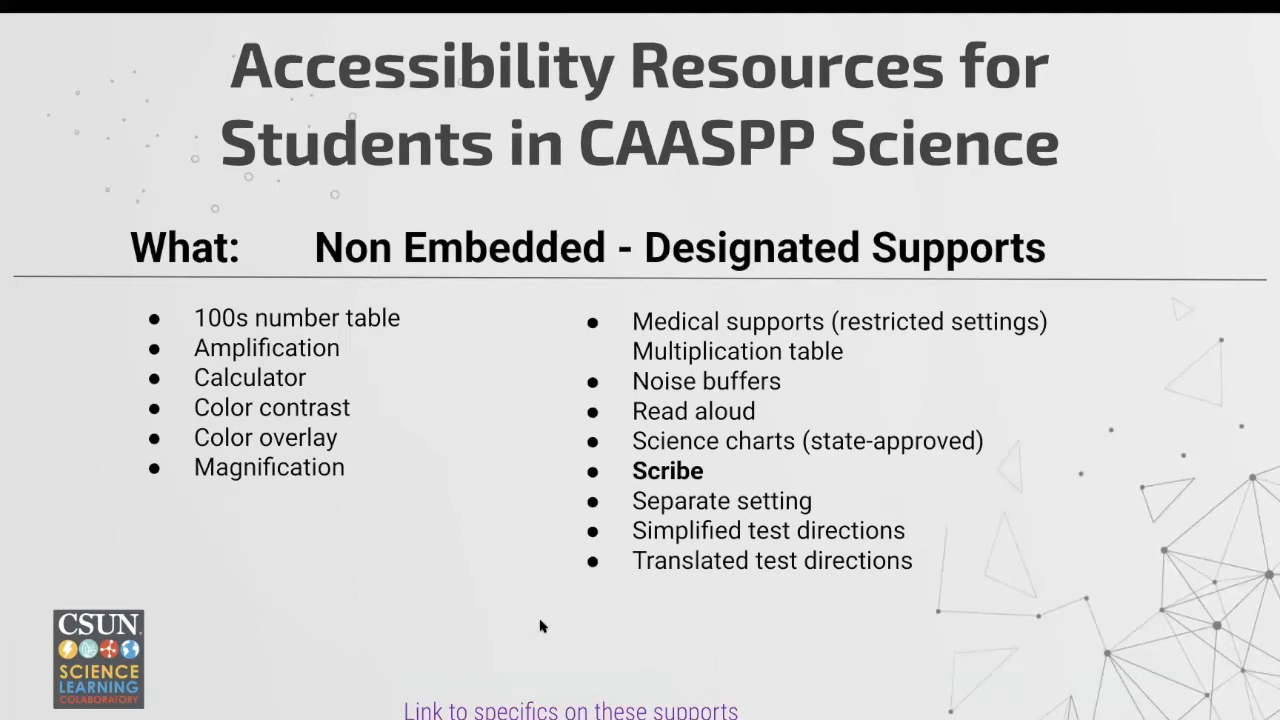 Accessibility Resources for
Students in CAASPP Science
What: Non Embedded - Designated Supports
● 100s number table
● Amplification
● Calculator
● Color contrast
● Color overlay
● Magnification
● Medical supports (restricted settings)
Multiplication table
● Noise buffers
● Read aloud
● Science charts (state-approved)
● Scribe
● Separate setting
● Simplified test directions
● Translated test directions
CSUN
SCIENCE
LEARNING
COLABORATORY
Link to specifics on these supports